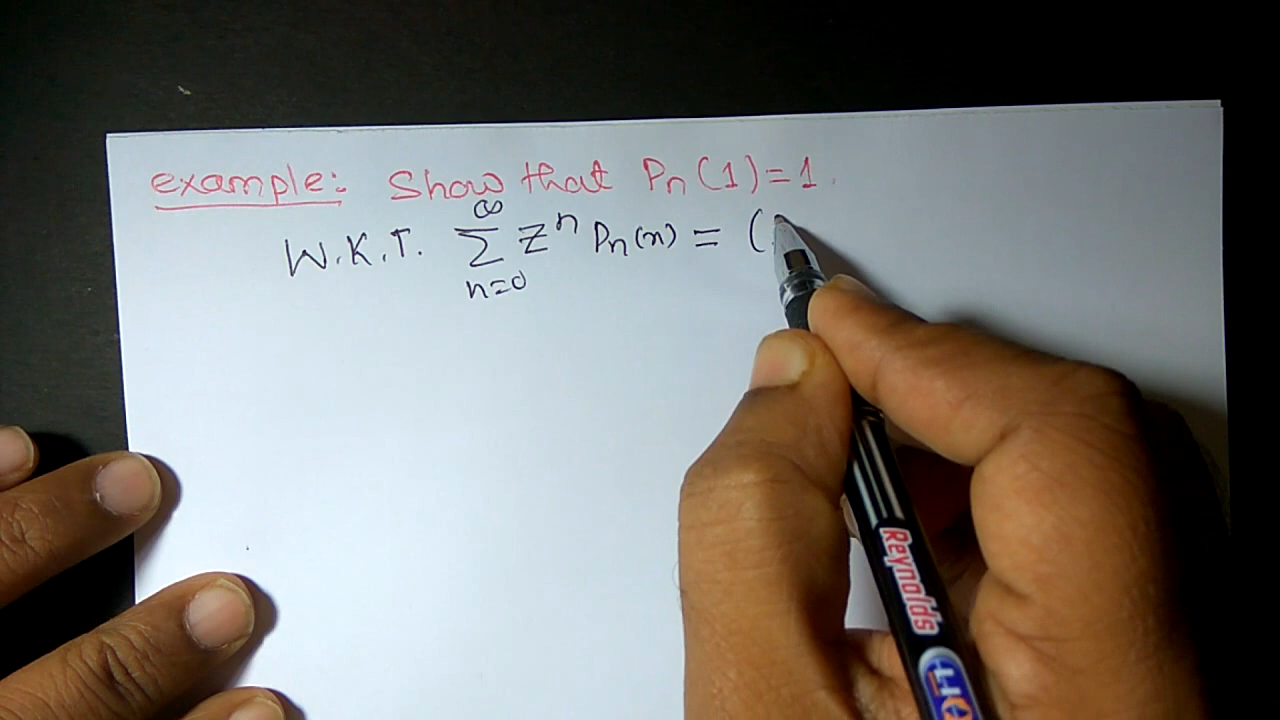 example: Show that Pn(1)=1.
W.K.T. ∞∑n=0 Z^n Pn(x) = (
Reynolds